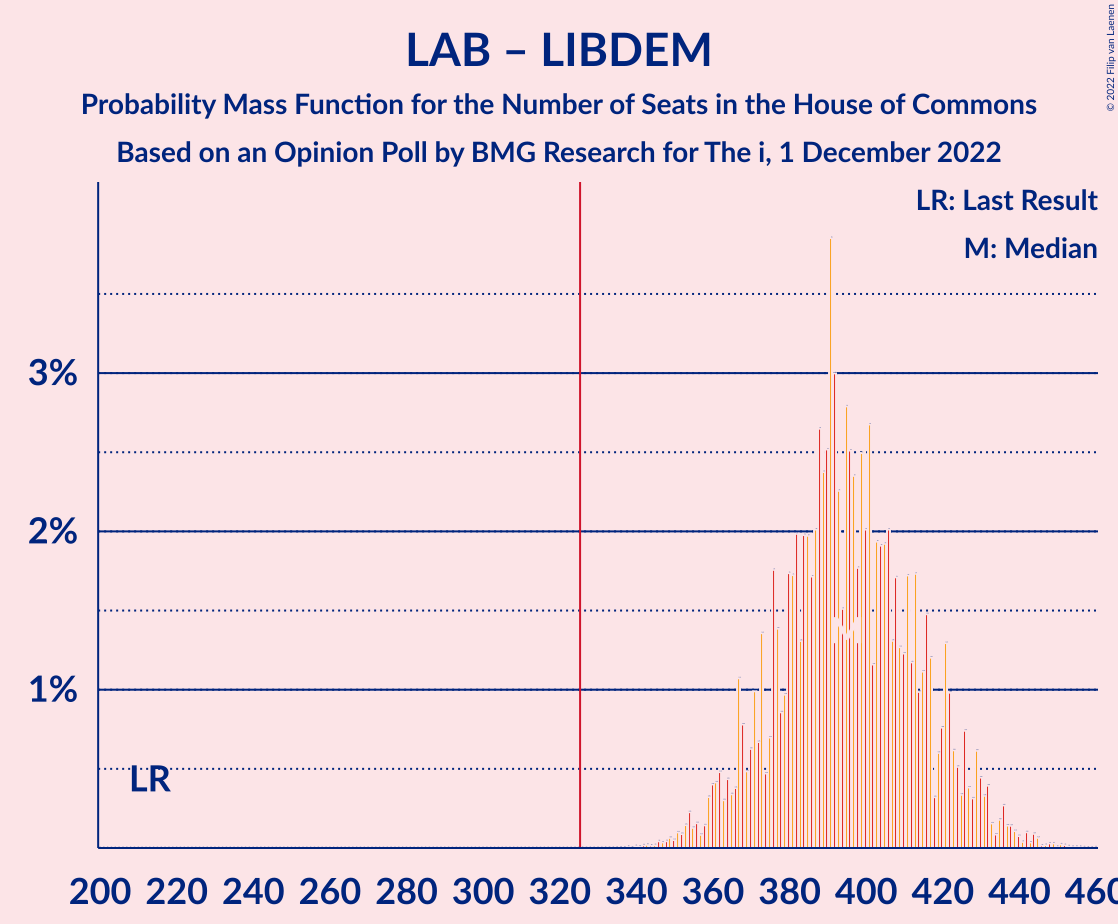 LAB – LIBDEM
Probability Mass Function for the Number of Seats in the House of Commons
Based on an Opinion Poll by BMG Research for The i, 1 December 2022
© 2022 Filip van Laenen
LR: Last Result
M: Median
3%
2%
1%
M
LR
200 220 240 260 280 300 320 340 360 380 400 420 440 460